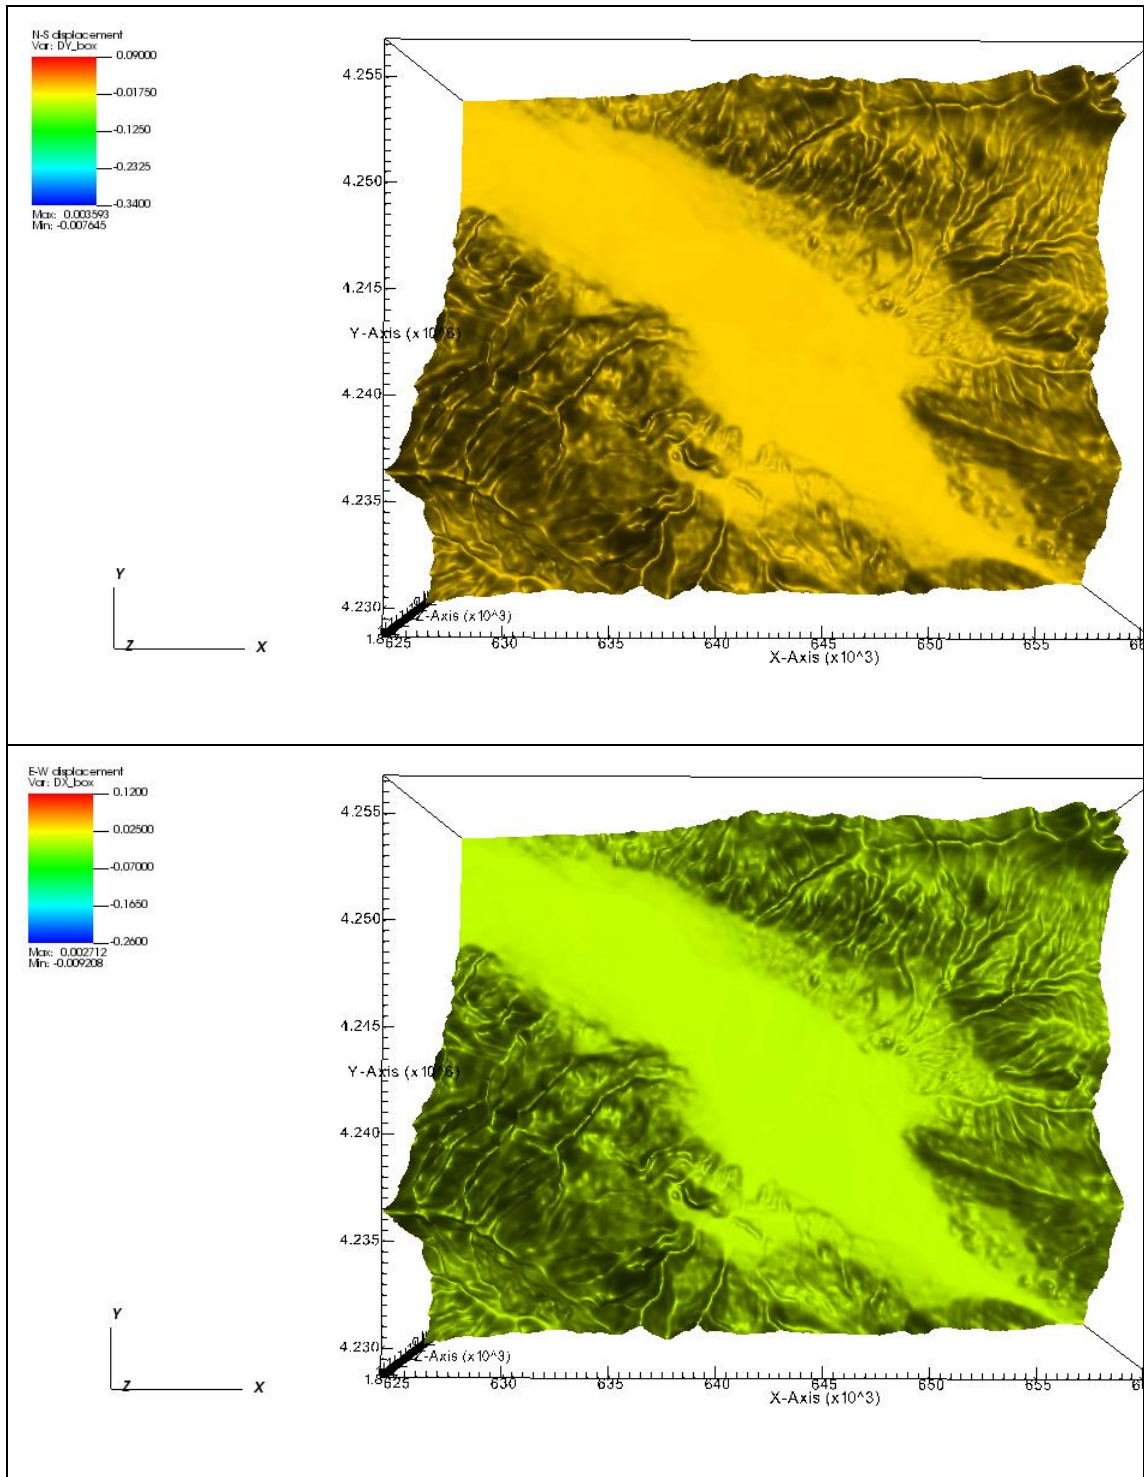 N-S displacement
Var: DY_box
0.09000
-0.01750
-0.1250
-0.2325
-0.3400
Max: 0.003593
Min: -0.007645
4.255
4.250
4.245
Y-Axis (x10^6)
4.240
4.235
4.230
Z-Axis (x10^3)
625 630 635 640 645 650 655
X-Axis (x10^3)
Y
Z X
E-W displacement
Var: DX_box
0.1200
0.02500
-0.07000
-0.1650
-0.2600
Max: 0.002712
Min: -0.009208
4.255
4.250
4.245
Y-Axis (x10^6)
4.240
4.235
4.230
Z-Axis (x10^3)
625 630 635 640 645 650 655
X-Axis (x10^3)
Y
Z X